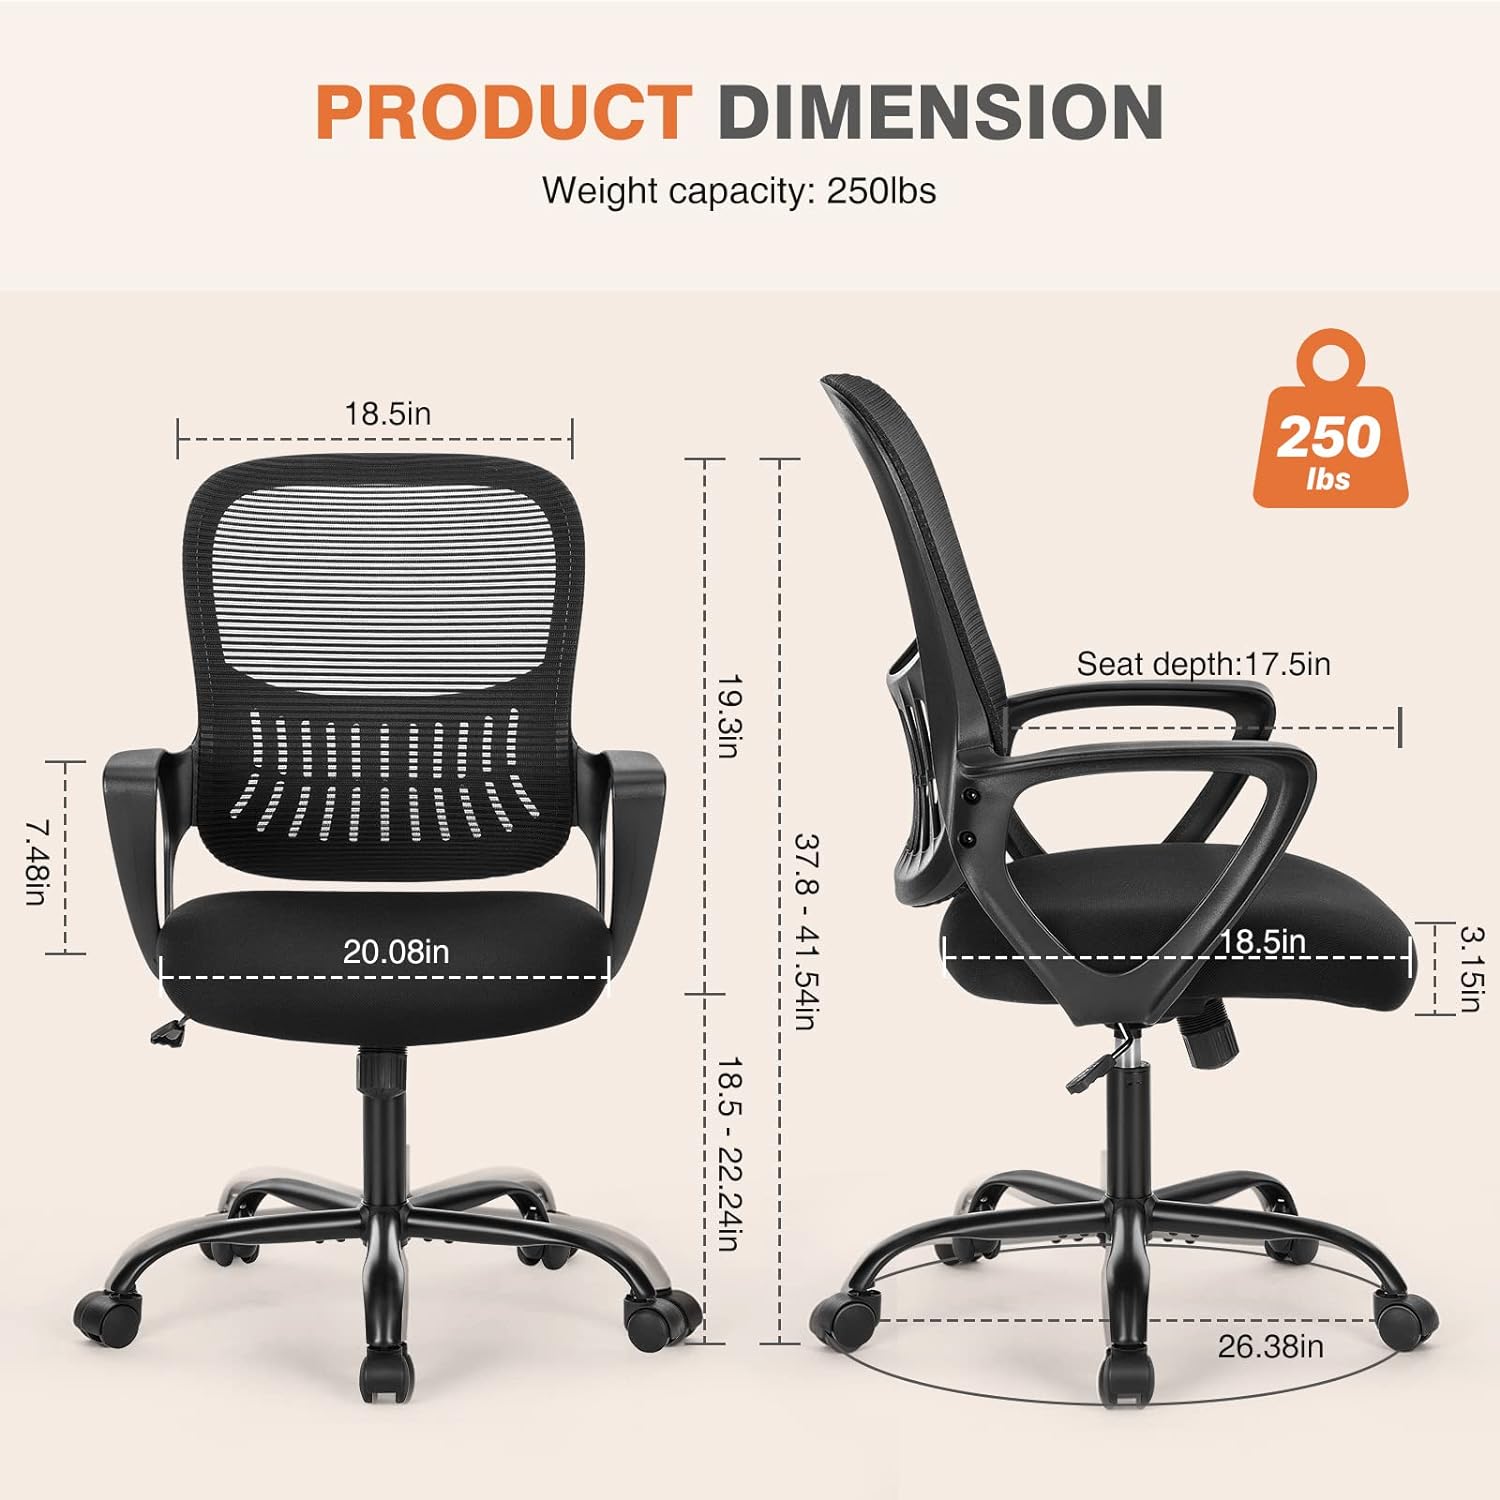 PRODUCT DIMENSION
Weight capacity: 250lbs
250
lbs
18.5in
19.3in
37.8 - 41.54in
18.5 - 22.24in
7.48in
20.08in
Seat depth:17.5in
18.5in
3.15in
26.38in